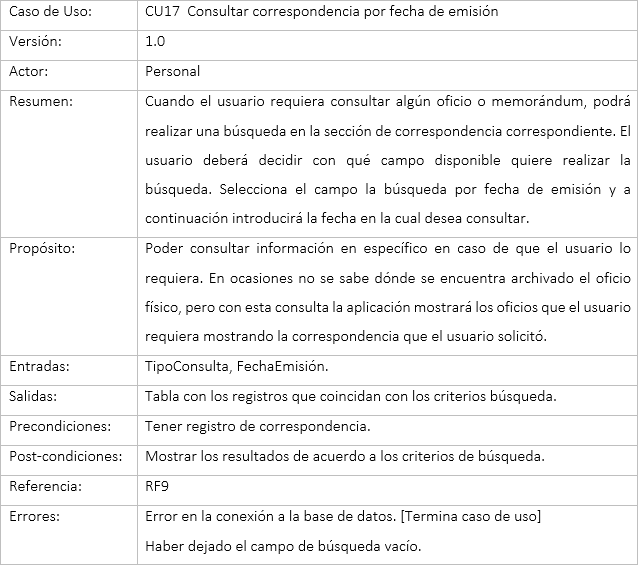 Caso de Uso: CU17 Consultar correspondencia por fecha de emisión
Versión: 1.0
Actor: Personal
Resumen: Cuando el usuario requiera consultar algún oficio o memorándum, podrá
realizar una búsqueda en la sección de correspondencia correspondiente. El
usuario deberá decidir con qué campo disponible quiere realizar la
búsqueda. Selecciona el campo la búsqueda por fecha de emisión y a
continuación introducirá la fecha en la cual desea consultar.
Propósito: Poder consultar información en específico en caso de que el usuario lo
requiera. En ocasiones no se sabe dónde se encuentra archivado el oficio
físico, pero con esta consulta la aplicación mostrará los oficios que el usuario
requiera mostrando la correspondencia que el usuario solicitó.
Entradas: TipoConsulta, FechaEmisión.
Salidas: Tabla con los registros que coincidan con los criterios búsqueda.
Precondiciones: Tener registro de correspondencia.
Post-condiciones: Mostrar los resultados de acuerdo a los criterios de búsqueda.
Referencia: RF9
Errores: Error en la conexión a la base de datos. [Termina caso de uso]
Haber dejado el campo de búsqueda vacío.